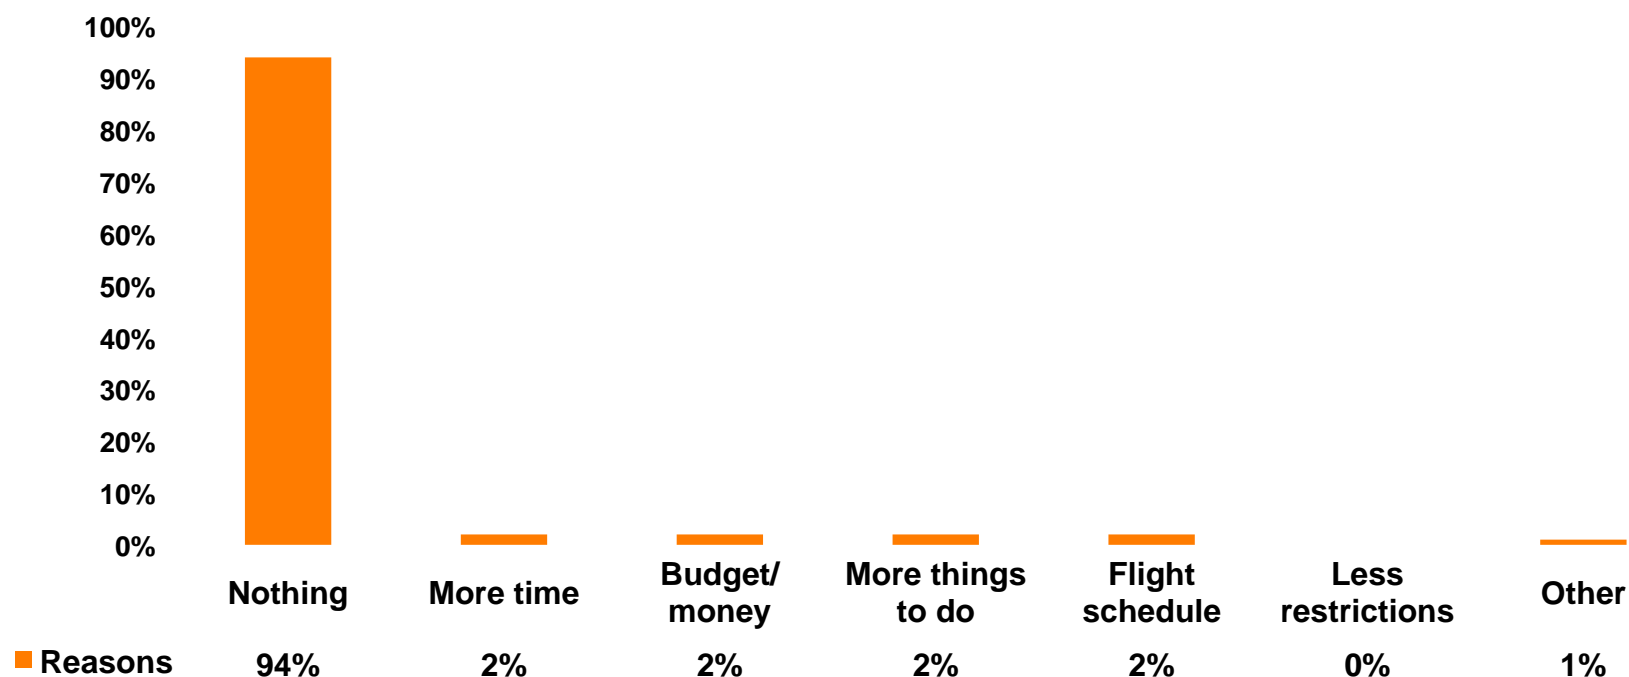 100%
90%
80%
70%
60%
50%
40%
30%
20%
10%
0%
Nothing
More time
Budget/
money
More things
to do
Flight
schedule
Less
restrictions
Other
Reasons 94% 2% 2% 2% 2% 0% 1%